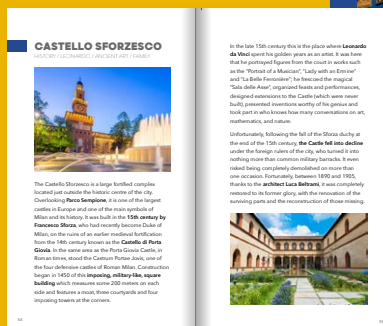 CASTELLO SFORZESCO
HISTORY / LEONARDO / ANCIENT ART / FAMILY
The Castello Sforzesco is a large fortified complex
located just outside the historic centre of the city.
Overlooking Parco Sempione, it is one of the largest
castles in Europe and one of the main symbols of
Milan and its history. It was built in the 15th century by
Francesco Sforza, who had recently become Duke of
Milan, on the ruins of an earlier medieval fortification
from the 14th century known as the Castello di Porta
Giovia. In the same area as the Porta Giovia Castle, in
Roman times, stood the Castrum Portae Jovis, one of
the four defensive castles of Roman Milan. Construction
began in 1450 of this imposing, military-like, square
building which measures some 200 meters on each
side and features a moat, three courtyards and four
imposing towers at the corners.
In the late 15th century this is the place where Leonardo
da Vinci spent his golden years as an artist. It was here
that he portrayed figures from the court in works such
as the "Portrait of a Musician", "Lady with an Ermine"
and "La Belle Ferronière"; he frescoed the magical
"Sala delle Asse", organized feasts and performances,
designed extensions to the Castle (which were never
built), presented inventions worthy of his genius and
took part in who knows how many conversations on art,
mathematics, and nature.
Unfortunately, following the fall of the Sforza duchy at
the end of the 15th century, the Castle fell into decline
under the foreign rulers of the city, who turned it into
nothing more than common military barracks. It even
risked being completely demolished on more than
one occasion. Fortunately, between 1890 and 1905,
thanks to the architect Luca Beltrami, it was completely
restored to its former glory, with the renovation of the
surviving parts and the reconstruction of those missing.